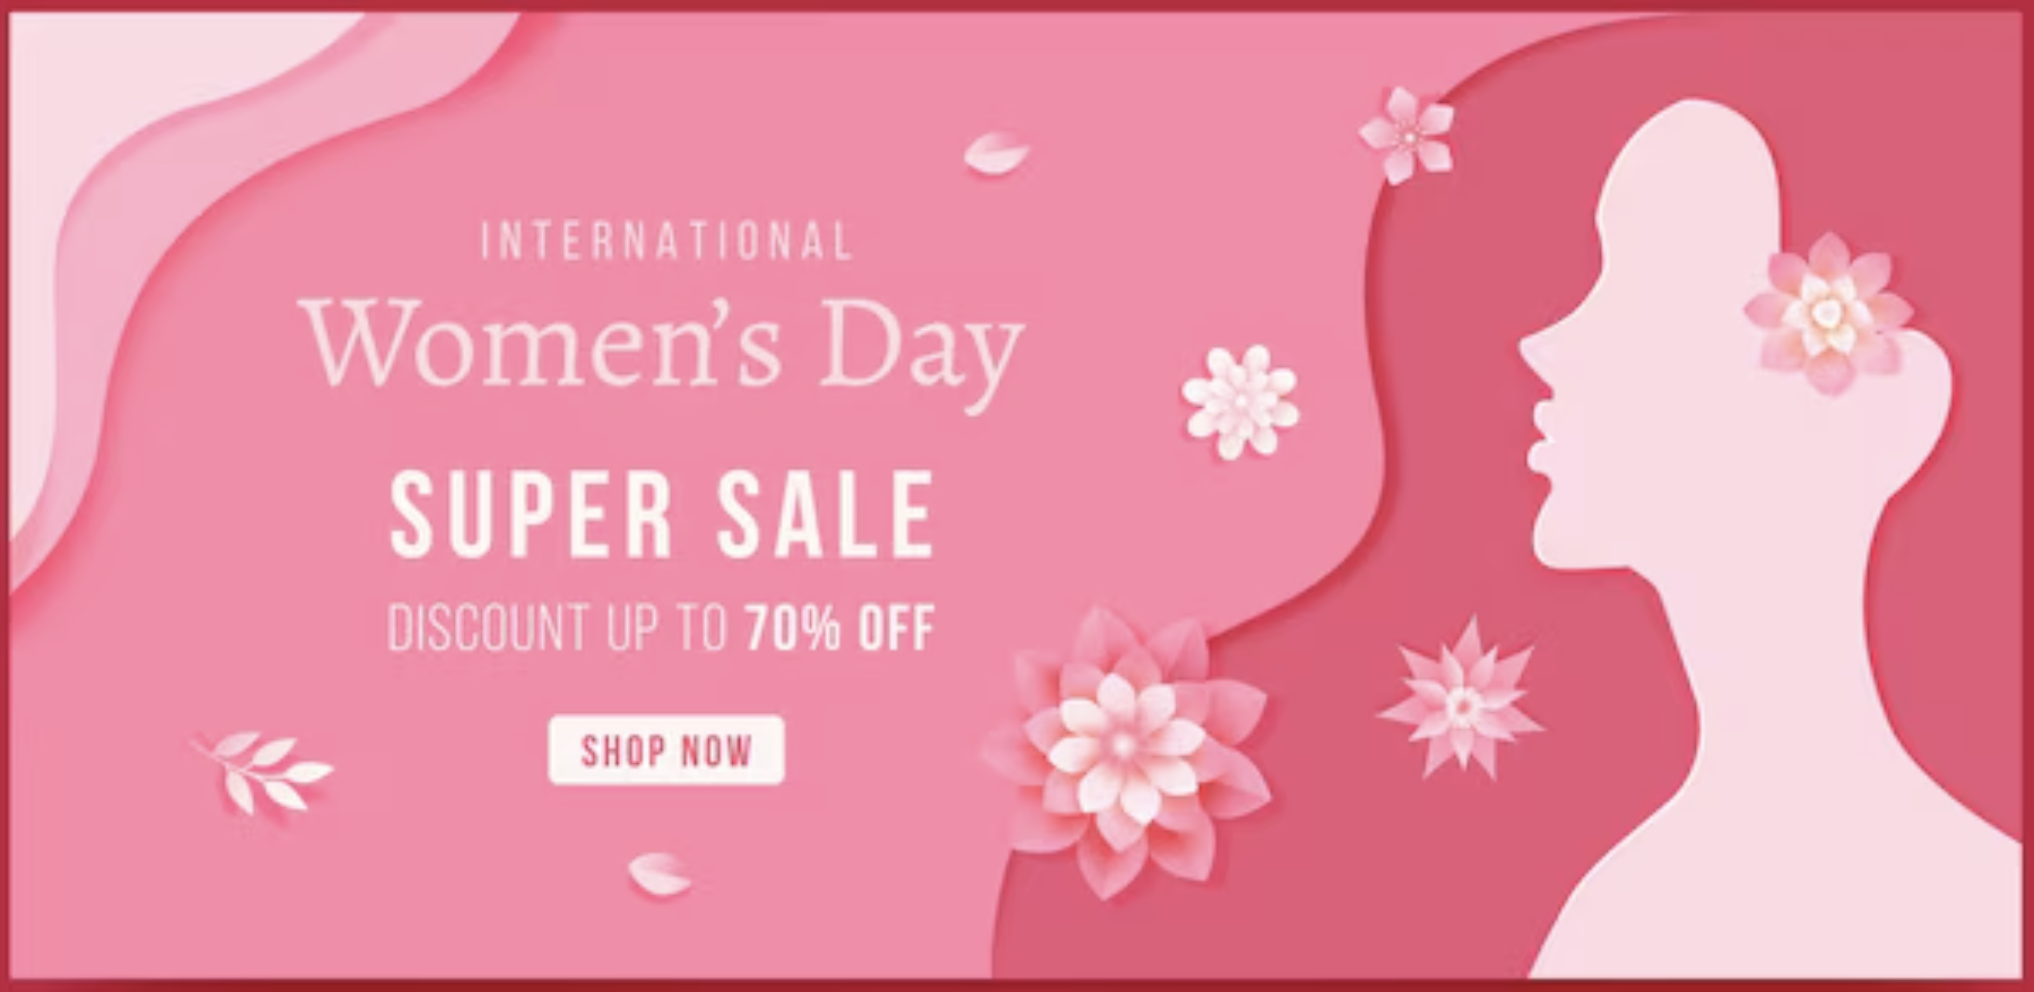 INTERNATIONAL
Women’s Day
SUPER SALE
DISCOUNT UP TO 70% OFF
SHOP NOW